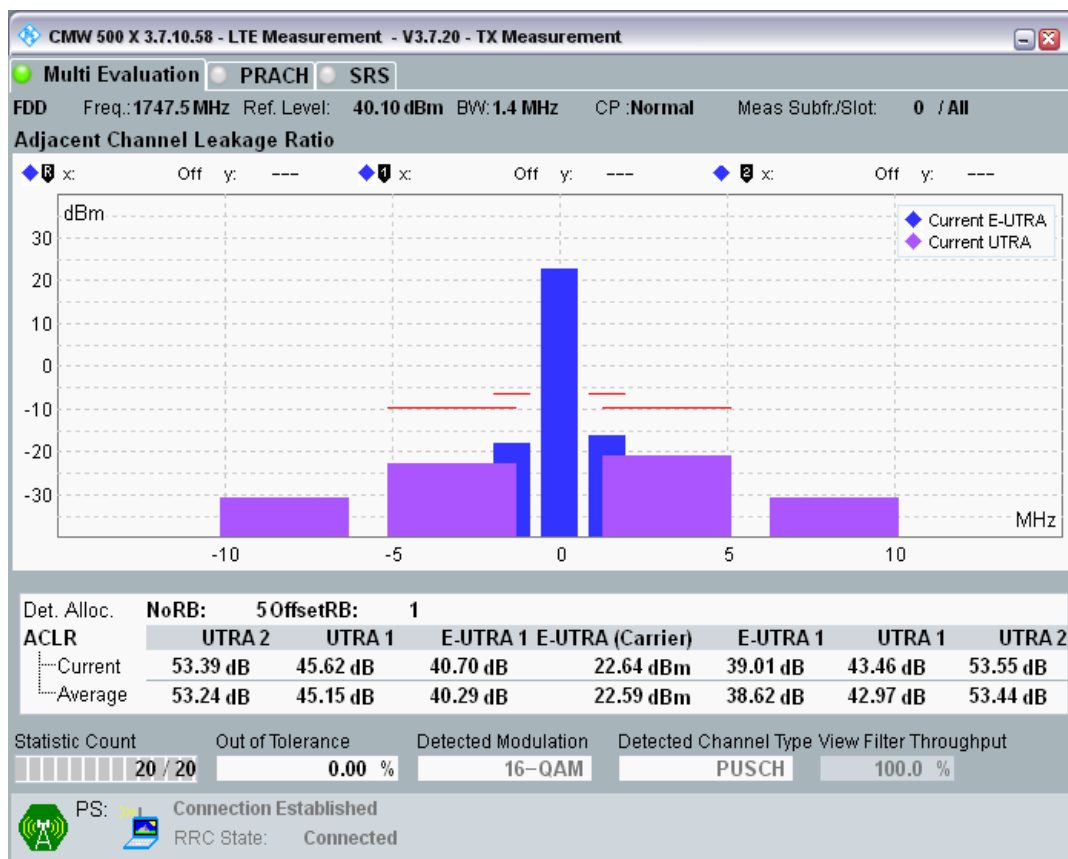 CMW 500 X 3.7.10.58 - LTE Measurement - V3.7.20 - TX Measurement
Multi Evaluation PRACH SRS
FDD Freq.: 1747.5 MHz Ref. Level: 40.10 dBm BW: 1.4 MHz CP : Normal Meas Subfr./Slot: 0 / All
Adjacent Channel Leakage Ratio
R x: Off y: --- 1 x: Off y: --- 2 x: Off y: ---
dBm
Current E-UTRA
Current UTRA
30
20
10
0
-10
-20
-30
MHz
-10 -5 0 5 10
Det. Alloc. NoRB: 5 OffsetRB: 1
ACLR UTRA 2 UTRA 1 E-UTRA 1 E-UTRA (Carrier) E-UTRA 1 UTRA 1 UTRA 2
Current 53.39 dB 45.62 dB 40.70 dB 22.64 dBm 39.01 dB 43.46 dB 53.55 dB
Average 53.24 dB 45.15 dB 40.29 dB 22.59 dBm 38.62 dB 42.97 dB 53.44 dB
Statistic Count Out of Tolerance Detected Modulation Detected Channel Type View Filter Throughput
20 / 20 0.00 % 16-QAM PUSCH 100.0 %
PS: Connection Established
RRC State: Connected